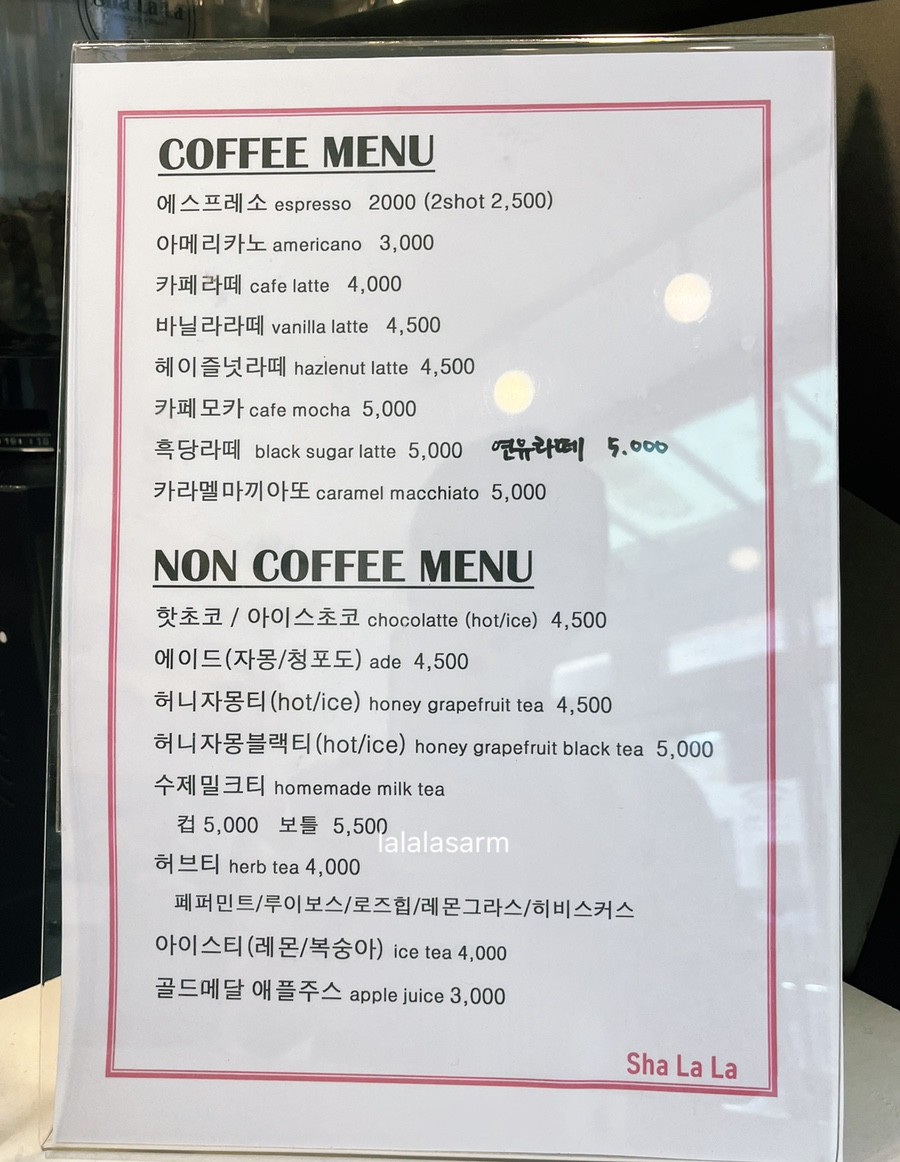 Sha La La
COFFEE MENU
에스프레소 espresso 2000 (2shot 2,500)
아메리카노 americano 3,000
카페라떼 cafe latte 4,000
바닐라라떼 vanilla latte 4,500
헤이즐넛라떼 hazlenut latte 4,500
카페모카 cafe mocha 5,000
흑당라떼 black sugar latte 5,000 연유라떼 5.000
카라멜마끼아또 caramel macchiato 5,000
NON COFFEE MENU
핫초코 / 아이스초코 chocolatte (hot/ice) 4,500
에이드(자몽/청포도) ade 4,500
허니자몽티(hot/ice) honey grapefruit tea 4,500
허니자몽블랙티(hot/ice) honey grapefruit black tea 5,000
수제밀크티 homemade milk tea
컵 5,000 보틀 5,500
lalalasarm
허브티 herb tea 4,000
페퍼민트/루이보스/로즈힙/레몬그라스/히비스커스
아이스티(레몬/복숭아) ice tea 4,000
골드메달 애플주스 apple juice 3,000
Sha La La